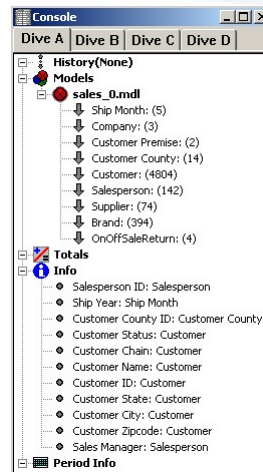 Console
Dive A Dive B Dive C Dive D
History(None)
Models
sales_0.mdl
Ship Month: (5)
Company: (3)
Customer Premise: (2)
Customer County: (14)
Customer: (4804)
Salesperson: (142)
Supplier: (74)
Brand: (394)
OnOffSaleReturn: (4)
Totals
Info
Salesperson ID: Salesperson
Ship Year: Ship Month
Customer County ID: Customer County
Customer Status: Customer
Customer Chain: Customer
Customer Name: Customer
Customer ID: Customer
Customer State: Customer
Customer City: Customer
Customer Zipcode: Customer
Sales Manager: Salesperson
Period Info